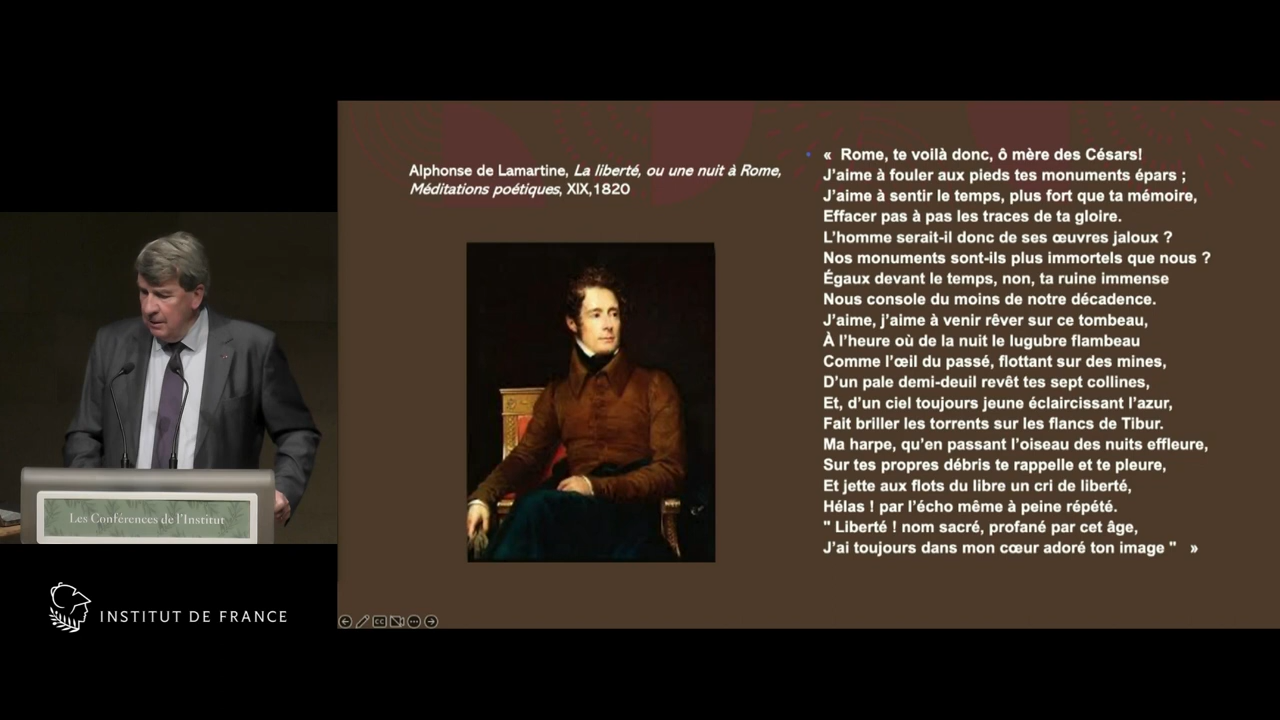 Alphonse de Lamartine, La liberté, ou une nuit à Rome,
Méditations poétiques, XIX,1820
« Rome, te voilà donc, ô mère des Césars!
J'aime à fouler aux pieds tes monuments épars ;
J'aime à sentir le temps, plus fort que ta mémoire,
Effacer pas à pas les traces de ta gloire.
L'homme serait-il donc de ses œuvres jaloux ?
Nos monuments sont-ils plus immortels que nous ?
Égaux devant le temps, non, ta ruine immense
Nous console du moins de notre décadence.
J'aime, j'aime à venir rêver sur ce tombeau,
À l'heure où de la nuit le lugubre flambeau
Comme l'œil du passé, flottant sur des mines,
D'un pale demi-deuil revêt tes sept collines,
Et, d'un ciel toujours jeune éclaircissant l'azur,
Fait briller les torrents sur les flancs de Tibur.
Ma harpe, qu'en passant l'oiseau des nuits effleure,
Sur tes propres débris te rappelle et te pleure,
Et jette aux flots du libre un cri de liberté,
Hélas ! par l'écho même à peine répété.
" Liberté ! nom sacré, profané par cet âge,
J'ai toujours dans mon cœur adoré ton image " »
Les Conférences de l'Institut
INSTITUT DE FRANCE
CC